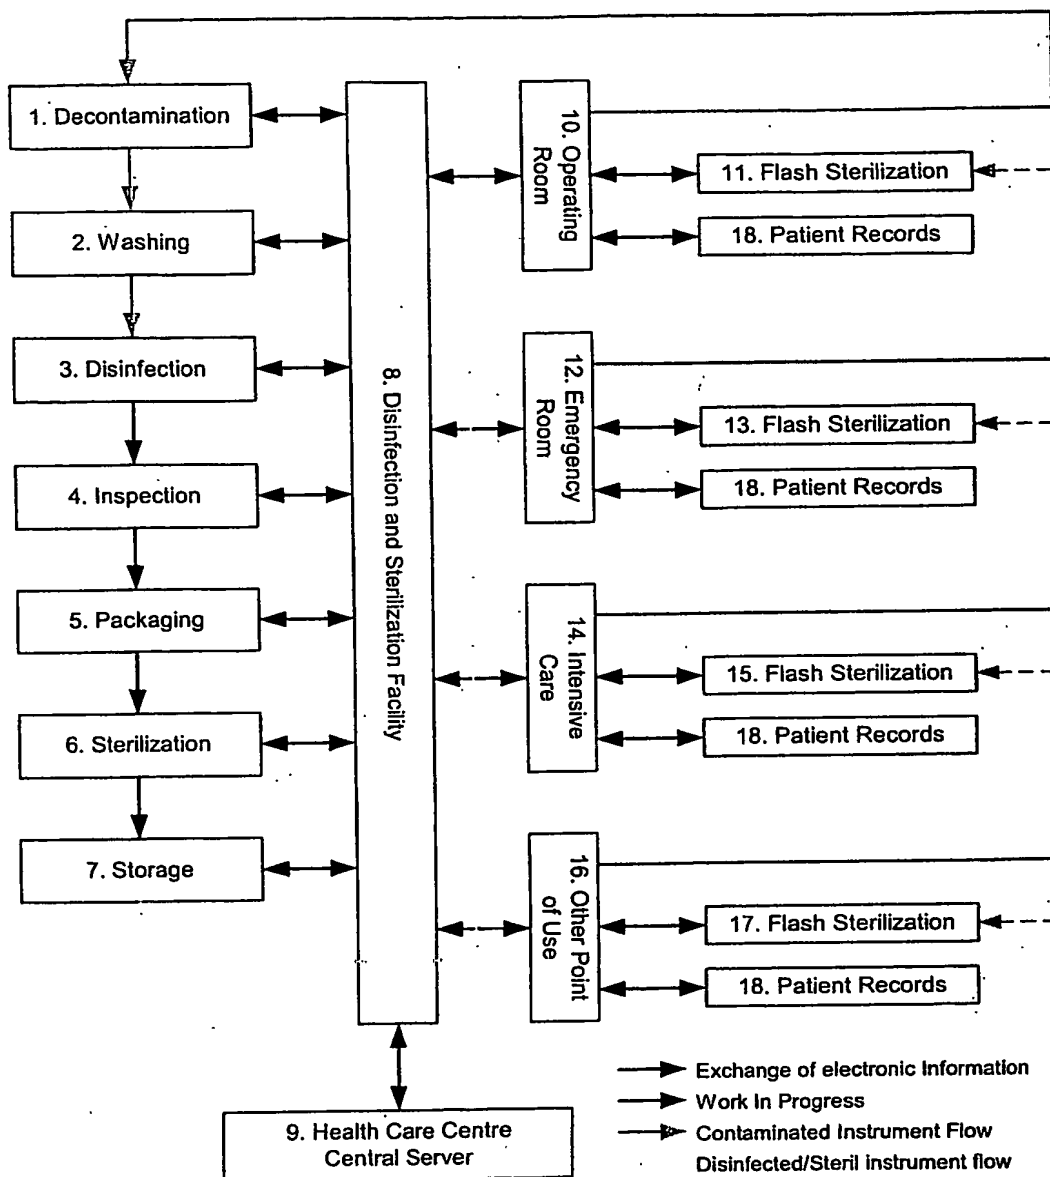 1. Decontamination
2. Washing
3. Disinfection
4. Inspection
5. Packaging
6. Sterilization
7. Storage
8. Disinfection and Sterilization Facility
9. Health Care Centre
Central Server
10. Operating
Room
11. Flash Sterilization
18. Patient Records
12. Emergency
Room
13. Flash Sterilization
18. Patient Records
14. Intensive
Care
15. Flash Sterilization
18. Patient Records
16. Other Point
of Use
17. Flash Sterilization
18. Patient Records
Exchange of electronic Information
Work In Progress
Contaminated Instrument Flow
Disinfected/Steril instrument flow